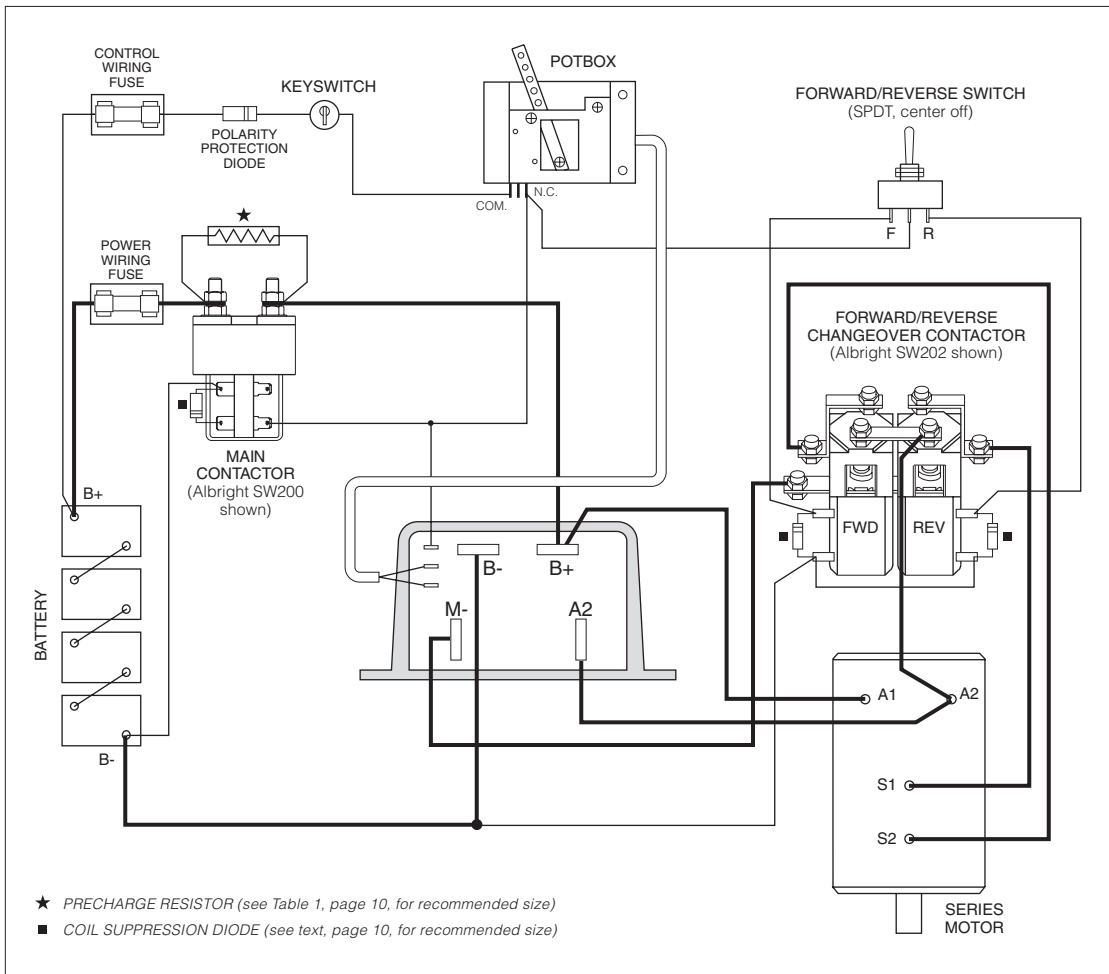 CONTROL
WIRING
FUSE
POLARITY
PROTECTION
DIODE
KEYSWITCH
POTBOX
COM.
N.C.
FORWARD/REVERSE SWITCH
(SPDT, center off)
F
R
★
POWER
WIRING
FUSE
■
MAIN
CONTACTOR
(Albright SW200
shown)
FORWARD/REVERSE
CHANGEOVER CONTACTOR
(Albright SW202 shown)
■
FWD
REV
■
B+
BATTERY
B-
B-
B+
M-
A2
A1
A2
S1
S2
SERIES
MOTOR
★ PRECHARGE RESISTOR (see Table 1, page 10, for recommended size)
■ COIL SUPPRESSION DIODE (see text, page 10, for recommended size)